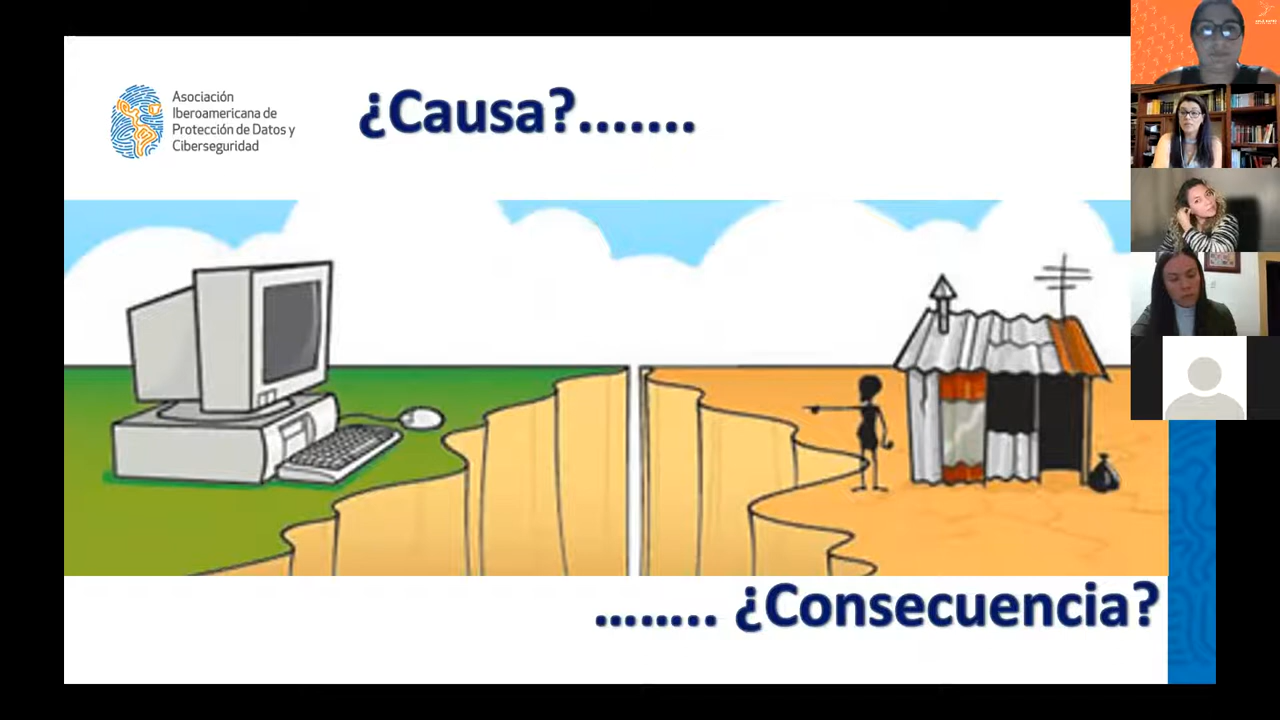 Asociación
Iberoamericana de
Protección de Datos y
Ciberseguridad
¿Causa?.......
........ ¿Consecuencia?